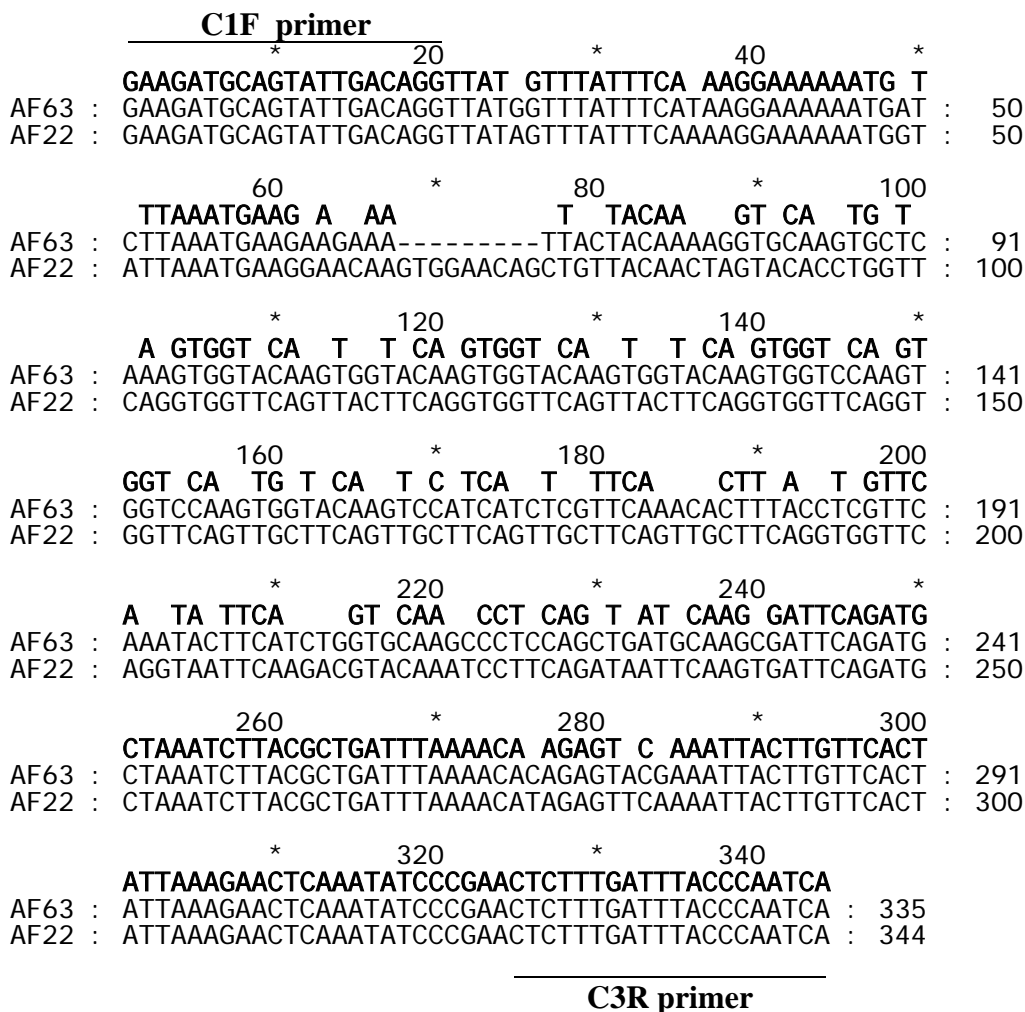 C1F primer
* 20 * 40 *
GAAGATGCAGTATTGACAGGTTAT GTTTATTTCA AAGGAAAAAATG T
AF63 : GAAGATGCAGTATTGACAGGTTATGGTTTATTTCATAAGGAAAAAATGAT : 50
AF22 : GAAGATGCAGTATTGACAGGTTATAGTTTATTTCAAAAGGAAAAAATGGT : 50
60 * 80 * 100
TTAAATGAAG A AA T TACAA GT CA TG T
AF63 : CTTAAATGAAGAAGAAA---------TTACTACAAAAGGTGCAAGTGCTC : 91
AF22 : ATTAAATGAAGGAACAAGTGGAACAGCTGTTACAACTAGTACACCTGGTT : 100
* 120 * 140 *
A GTGGT CA T T CA GTGGT CA T T CA GTGGT CA GT
AF63 : AAAGTGGTACAAGTGGTACAAGTGGTACAAGTGGTACAAGTGGTCCAAGT : 141
AF22 : CAGGTGGTTCAGTTACTTCAGGTGGTTCAGTTACTTCAGGTGGTTCAGGT : 150
160 * 180 * 200
GGT CA TG T CA T C TCA T TTCA CTT A T GTTC
AF63 : GGTCCAAGTGGTACAAGTCCATCATCTCGTTCAAACACTTTACCTCGTTC : 191
AF22 : GGTTCAGTTGCTTCAGTTGCTTCAGTTGCTTCAGTTGCTTCAGGTGGTTC : 200
* 220 * 240 *
A TA TTCA GT CAA CCT CAG T AT CAAG GATTCAGATG
AF63 : AAATACTTCATCTGGTGCAAGCCCTCCAGCTGATGCAAGCGATTCAGATG : 241
AF22 : AGGTAATTCAAGACGTACAAATCCTTCAGATAATTCAAGTGATTCAGATG : 250
260 * 280 * 300
CTAAATCTTACGCTGATTTAAAACA AGAGT C AAATTACTTGTTCACT
AF63 : CTAAATCTTACGCTGATTTAAAACACAGAGTACGAAATTACTTGTTCACT : 291
AF22 : CTAAATCTTACGCTGATTTAAAACATAGAGTTCAAAATTACTTGTTCACT : 300
* 320 * 340
ATTAAAGAACTCAAATATCCCGAACTCTTTGATTTACCCAATCA
AF63 : ATTAAAGAACTCAAATATCCCGAACTCTTTGATTTACCCAATCA : 335
AF22 : ATTAAAGAACTCAAATATCCCGAACTCTTTGATTTACCCAATCA : 344
C3R primer